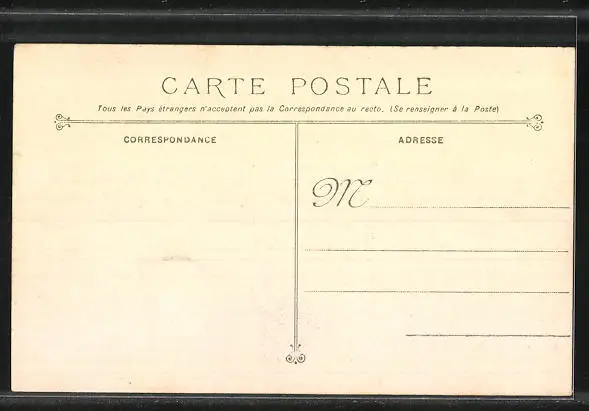 CARTE POSTALE
Tous les Pays étrangers n'acceptent pas la Correspondance au recto. (Se renseigner à la Poste)
CORRESPONDANCE
ADRESSE
M